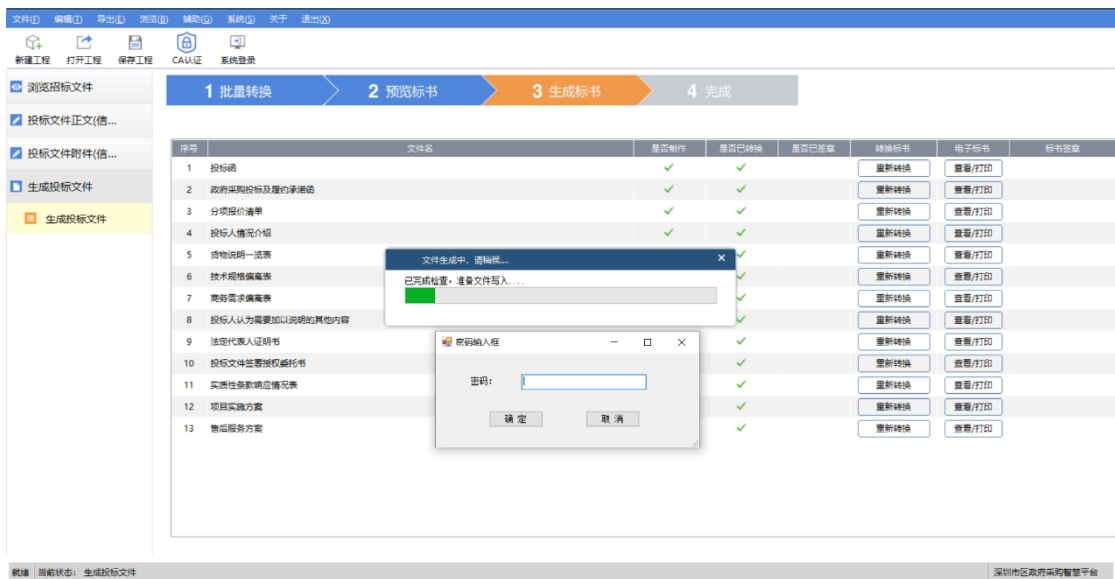 文件(F) 编辑(I) 导出(E) 浏览(B) 辅助(G) 系统(S) 关于 退出(X)
新建工程 打开工程 保存工程 CA认证 系统登录
浏览招标文件
投标文件正文(信...
投标文件附件(信...
生成投标文件
生成投标文件
1 批量转换 2 预览标书 3 生成标书 4 完成
序号 文件名 是否制作 是否已转换 是否已签章 转换标书 电子标书 标书签章
1 投标函 重新转换 查看/打印
2 政府采购投标及履约承诺函 重新转换 查看/打印
3 分项报价清单 重新转换 查看/打印
4 投标人情况介绍 重新转换 查看/打印
5 货物说明一览表 重新转换 查看/打印
6 技术规格偏离表 重新转换 查看/打印
7 商务需求偏离表 重新转换 查看/打印
8 投标人认为需要加以说明的其他内容 重新转换 查看/打印
9 法定代表人证明书 重新转换 查看/打印
10 投标文件签署授权委托书 重新转换 查看/打印
11 实质性条款响应情况表 重新转换 查看/打印
12 项目实施方案 重新转换 查看/打印
13 售后服务方案 重新转换 查看/打印
文件生成中，请稍候....
已完成检查，准备文件写入....
密码输入框
密码:
确 定 取 消
就绪 当前状态: 生成投标文件 深圳市区政府采购智慧平台